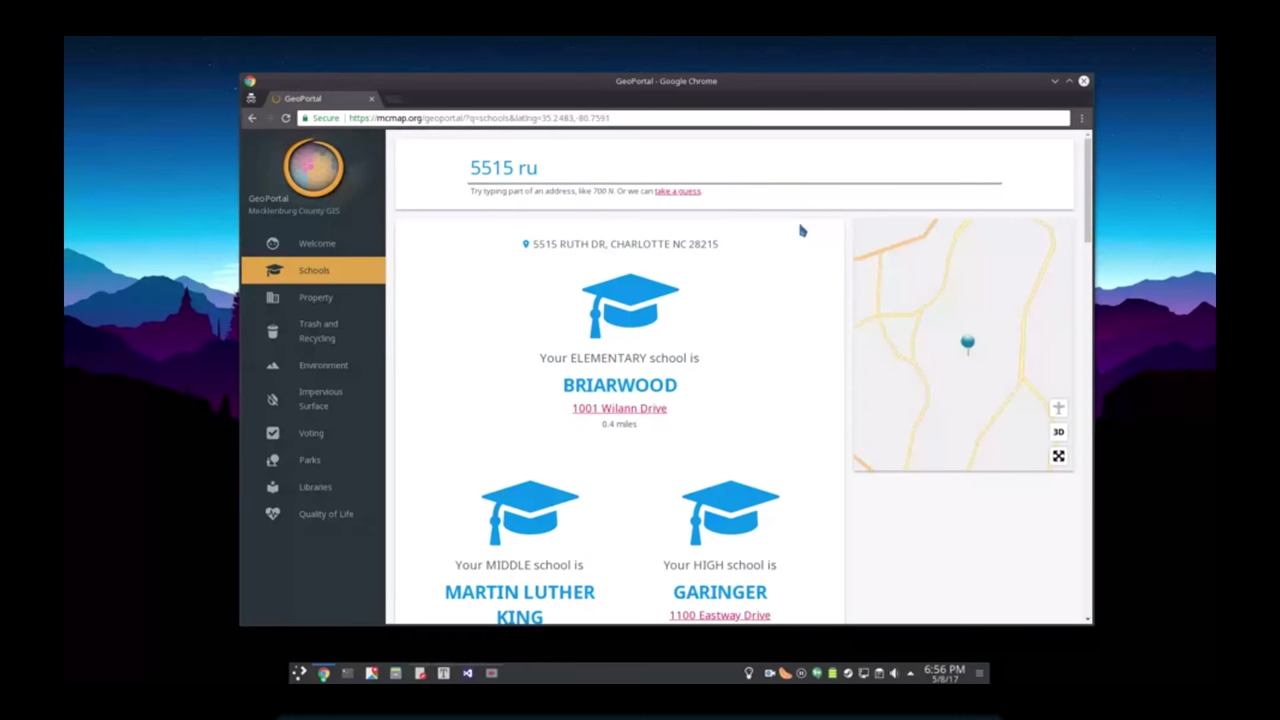 GeoPortal - Google Chrome
GeoPortal
Secure | https://mcmap.org/geoportal/?q=schools&latlng=35.2483,-80.7591
GeoPortal
Mecklenburg County GIS
Welcome
Schools
Property
Trash and
Recycling
Environment
Impervious
Surface
Voting
Parks
Libraries
Quality of Life
5515 ru
Try typing part of an address, like 700 N. Or we can take a guess.
5515 RUTH DR, CHARLOTTE NC 28215
Your ELEMENTARY school is
BRIARWOOD
1001 Wilann Drive
0.4 miles
Your MIDDLE school is
MARTIN LUTHER
KING
Your HIGH school is
GARINGER
1100 Eastway Drive
3D
6:56 PM
5/8/17